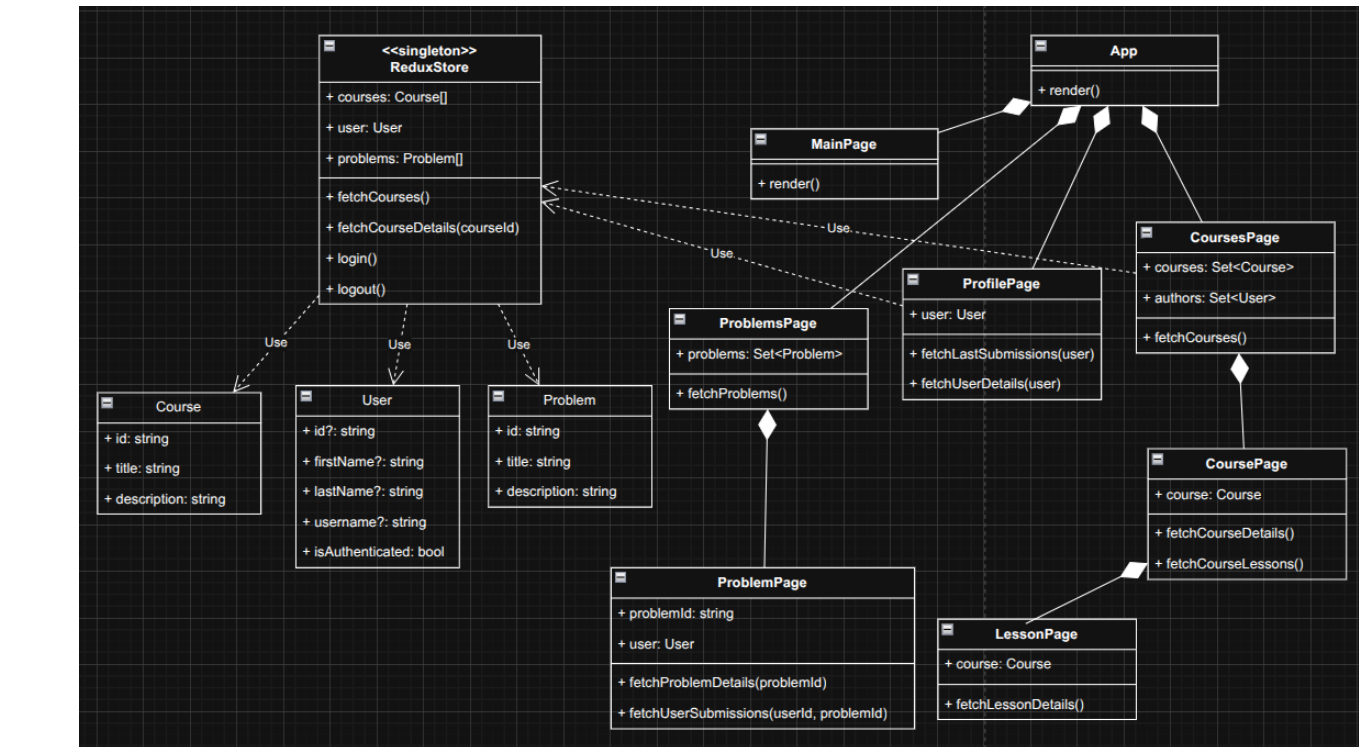 <<singleton>>
ReduxStore
+ courses: Course[]
+ user: User
+ problems: Problem[]
+ fetchCourses()
+ fetchCourseDetails(courseId)
+ login()
+ logout()
App
+ render()
MainPage
+ render()
Use
Use
CoursesPage
+ courses: Set<Course>
+ authors: Set<User>
+ fetchCourses()
ProfilePage
+ user: User
+ fetchLastSubmissions(user)
+ fetchUserDetails(user)
ProblemsPage
+ problems: Set<Problem>
+ fetchProblems()
Use
Use
Use
Course
+ id: string
+ title: string
+ description: string
User
+ id?: string
+ firstName?: string
+ lastName?: string
+ username?: string
+ isAuthenticated: bool
Problem
+ id: string
+ title: string
+ description: string
CoursePage
+ course: Course
+ fetchCourseDetails()
+ fetchCourseLessons()
ProblemPage
+ problemId: string
+ user: User
+ fetchProblemDetails(problemId)
+ fetchUserSubmissions(userId, problemId)
LessonPage
+ course: Course
+ fetchLessonDetails()